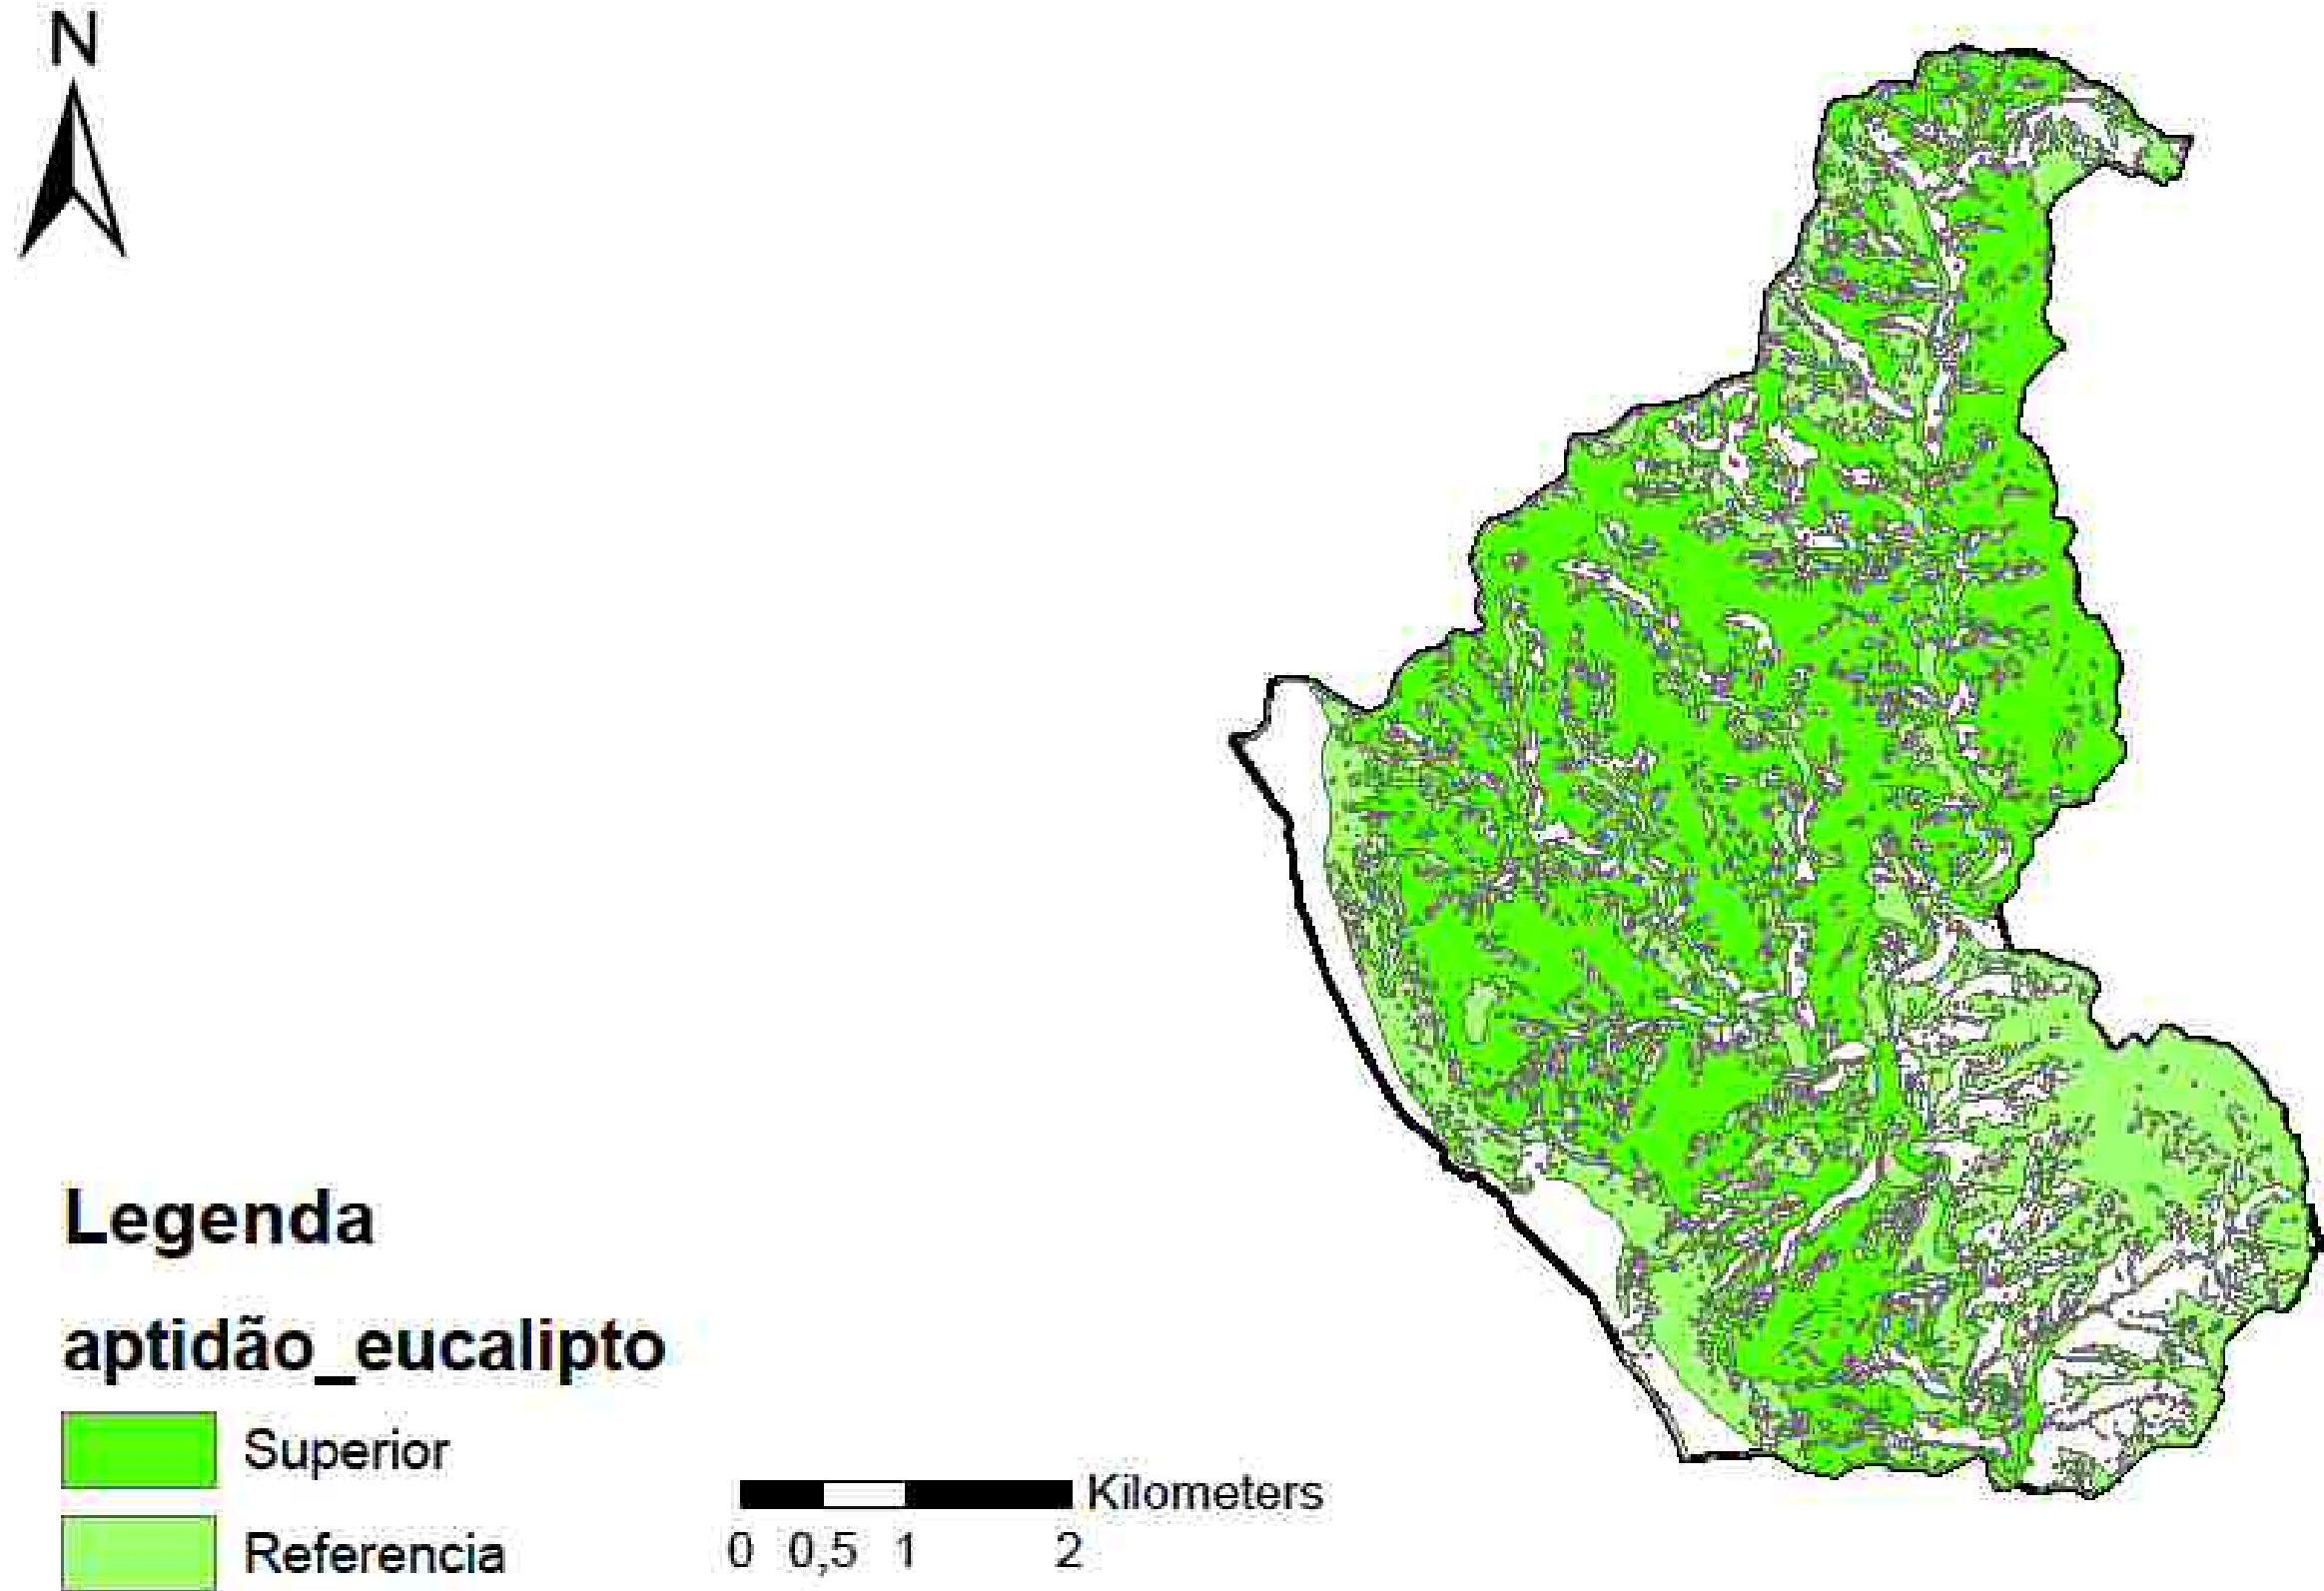 N
Legenda
aptidão_eucalipto
Superior
Referencia
Kilometers
0 0,5 1 2